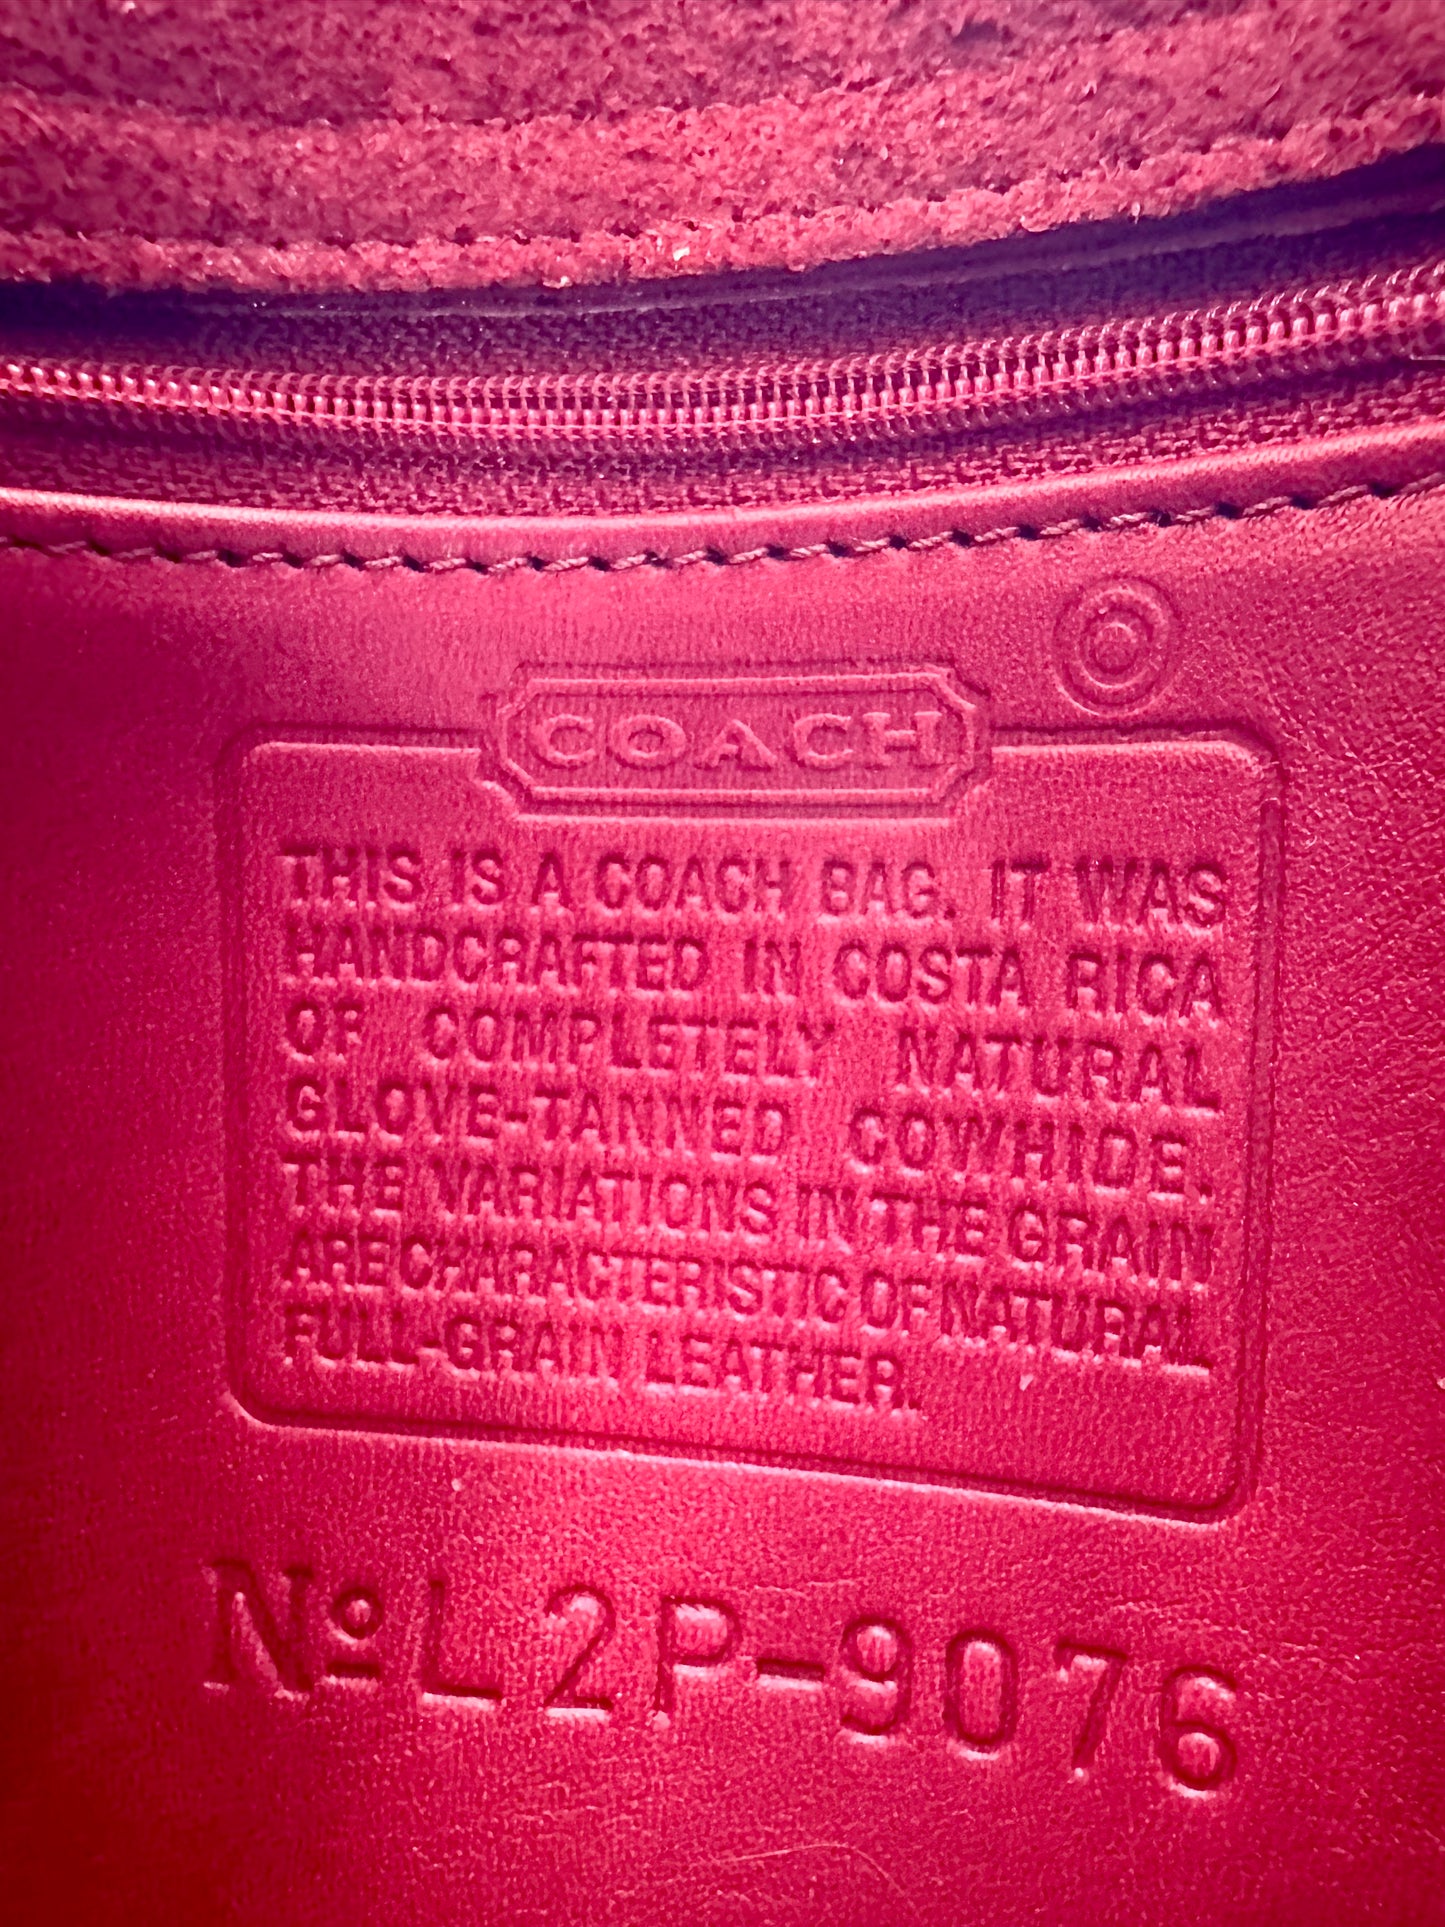 COACH
THIS IS A COACH BAG. IT WAS
HANDCRAFTED IN COSTA RICA
OF COMPLETELY NATURAL
GLOVE-TANNED COWHIDE.
THE VARIATIONS IN THE GRAIN
ARE CHARACTERISTIC OF NATURAL
FULL-GRAIN LEATHER.
Nº L2P-9076